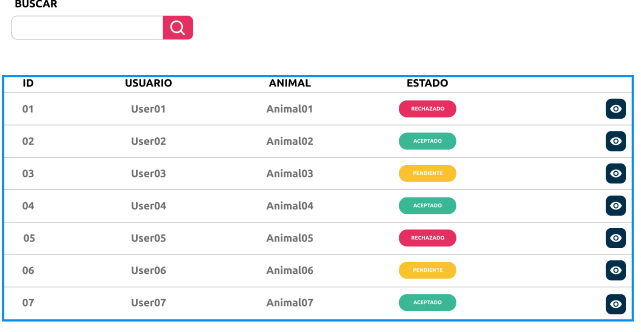 BUSCAR
ID USUARIO ANIMAL ESTADO
01 User01 Animal01 RECHAZADO
02 User02 Animal02 ACEPTADO
03 User03 Animal03 PENDIENTE
04 User04 Animal04 ACEPTADO
05 User05 Animal05 RECHAZADO
06 User06 Animal06 PENDIENTE
07 User07 Animal07 ACEPTADO